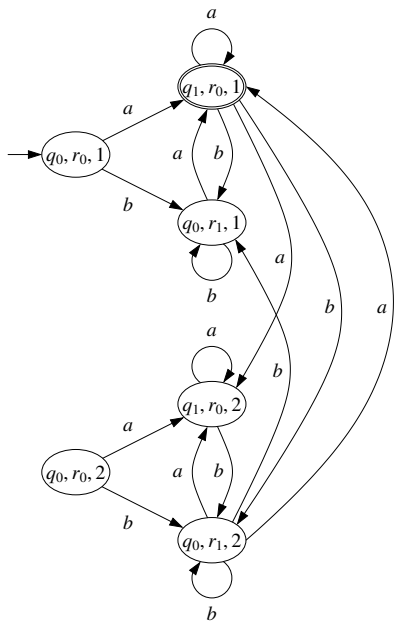 a
q₁, r₀, 1
a
q₀, r₀, 1
a
b
b
q₀, r₁, 1
b
a
b
a
b
a
q₁, r₀, 2
a
q₀, r₀, 2
a
b
b
q₀, r₁, 2
b